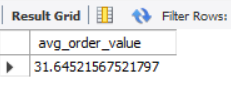 Result Grid Filter Rows:
avg_order_value
31.64521567521797